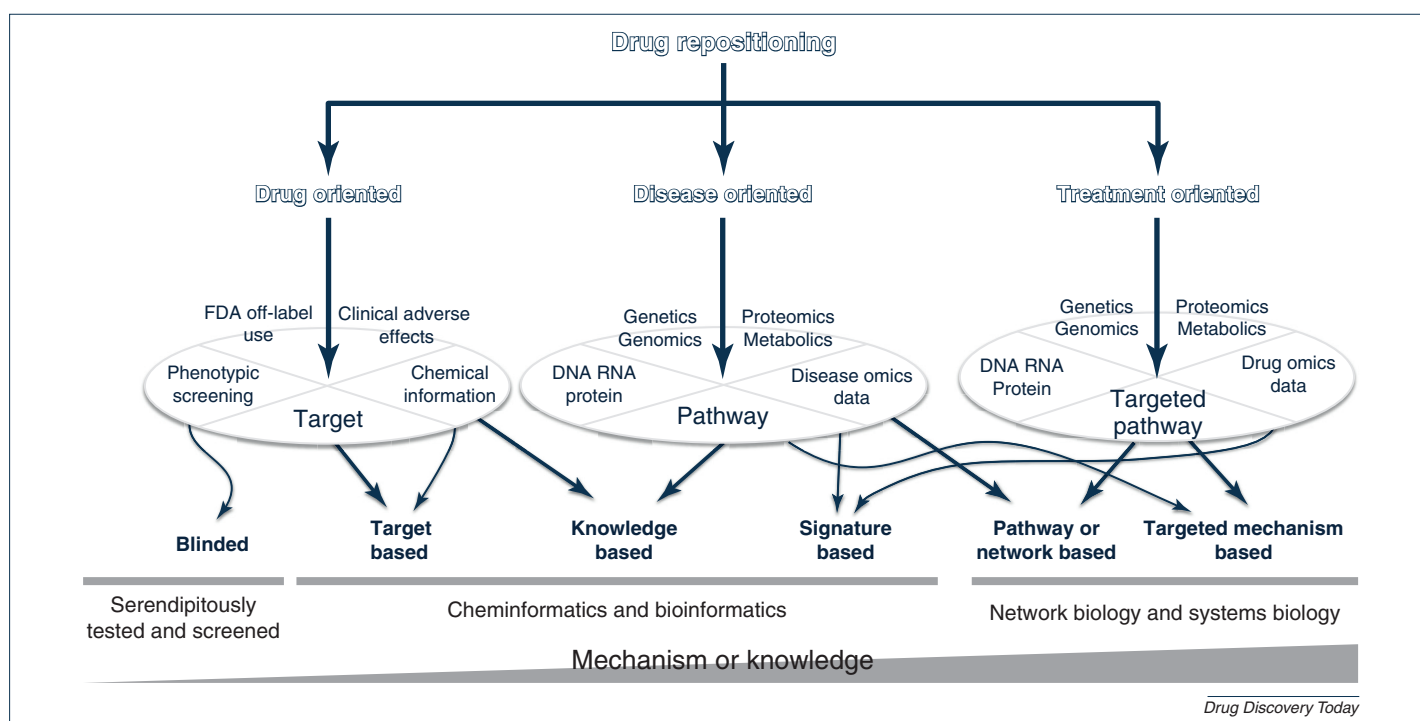 Drug repositioning
Drug oriented
Disease oriented
Treatment oriented
FDA off-label
use
Clinical adverse
effects
Phenotypic
screening
Chemical
information
Target
Genetics
Genomics
Proteomics
Metabolics
DNA RNA
protein
Disease omics
data
Pathway
Genetics
Genomics
Proteomics
Metabolics
DNA RNA
Protein
Drug omics
data
Targeted
pathway
Blinded
Target
based
Knowledge
based
Signature
based
Pathway or
network based
Targeted mechanism
based
Serendipitously
tested and screened
Cheminformatics and bioinformatics
Network biology and systems biology
Mechanism or knowledge
Drug Discovery Today